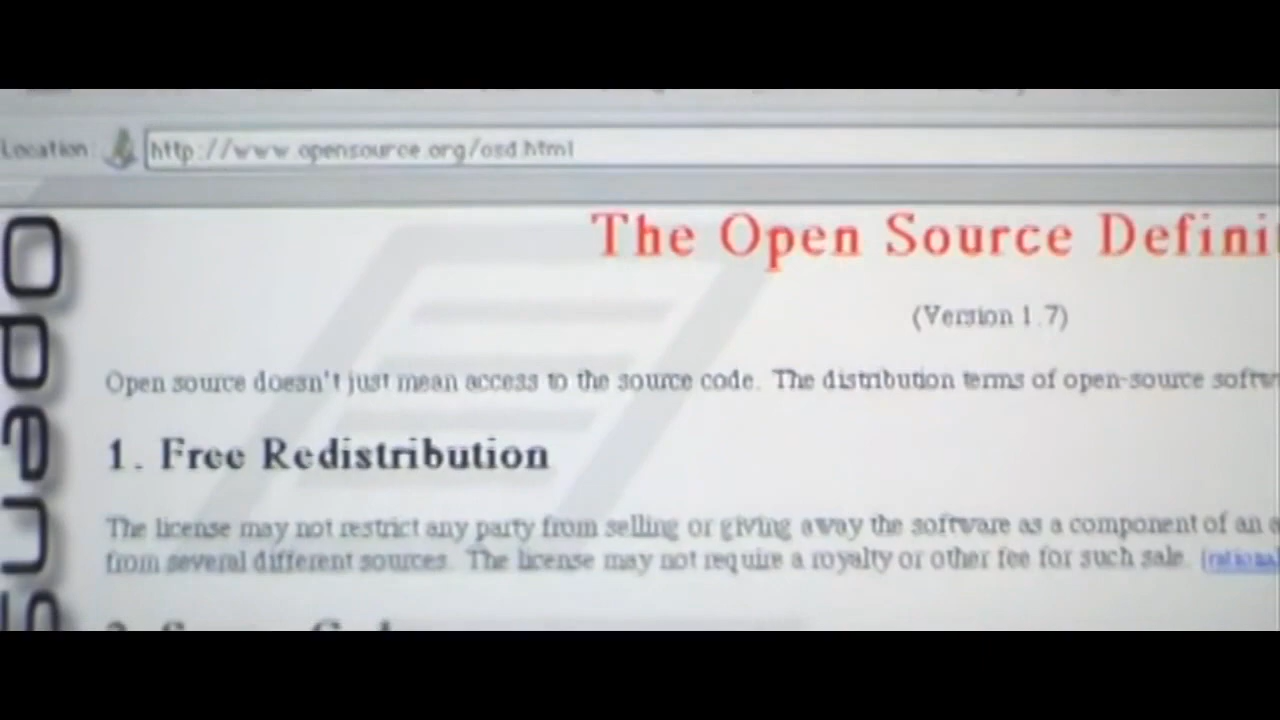 Location
http://www.opensource.org/osd.html
The Open Source Defini
(Version 1.7)
Open source doesn't just mean access to the source code. The distribution terms of open-source softw
1. Free Redistribution
The license may not restrict any party from selling or giving away the software as a component of an
from several different sources. The license may not require a royalty or other fee for such sale. (rationa
open